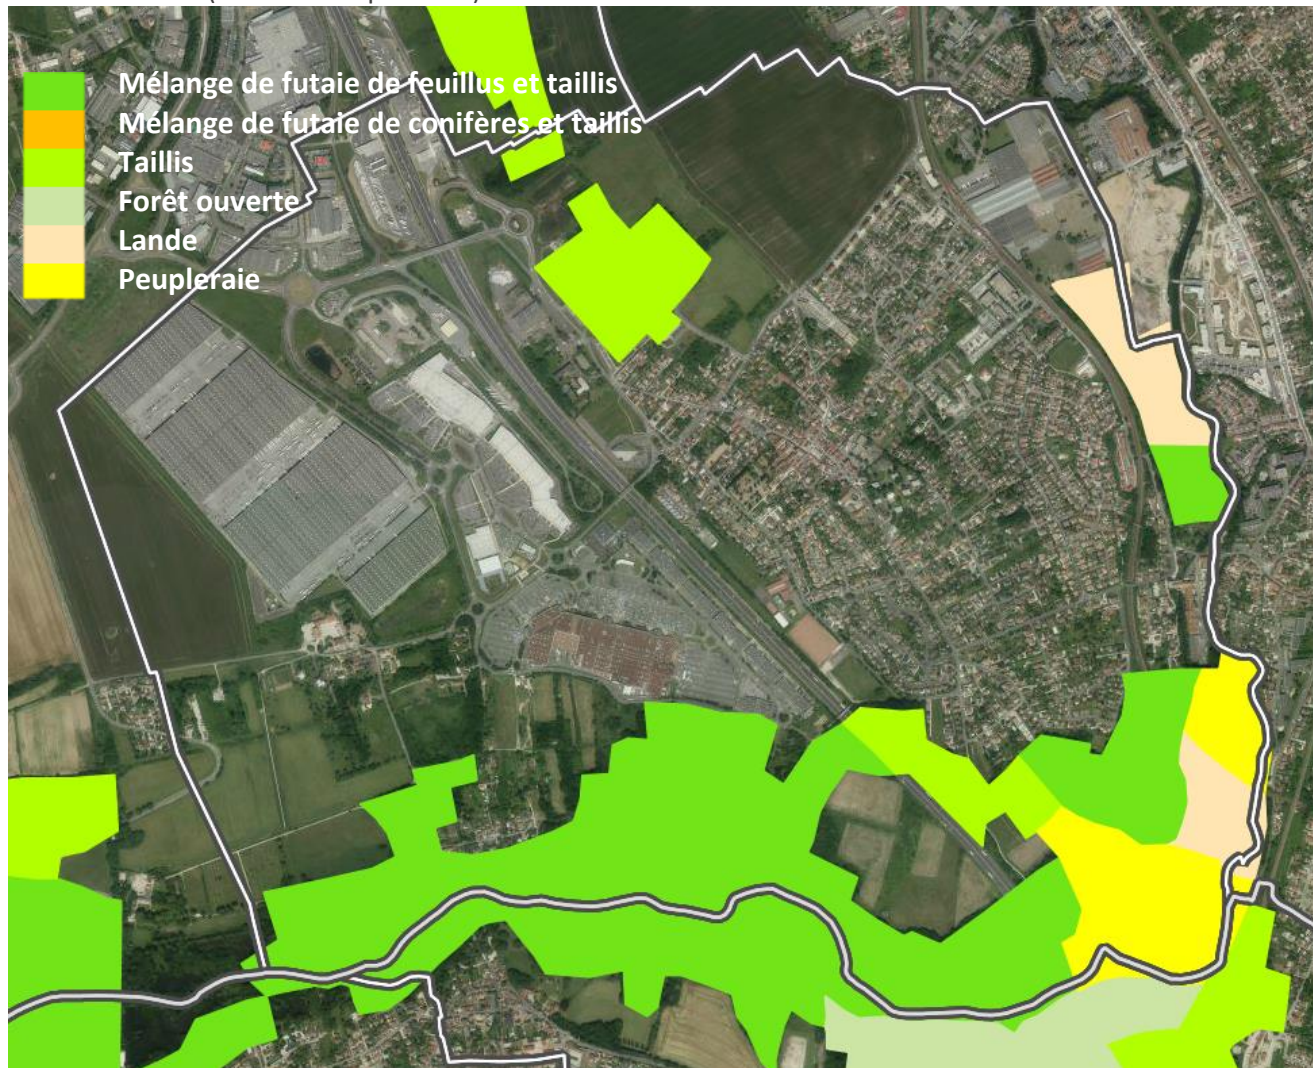 Mélange de futaie de feuillus et taillis
Mélange de futaie de conifères et taillis
Taillis
Forêt ouverte
Lande
Peupleraie